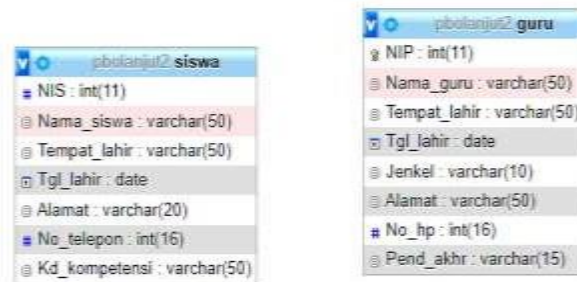 pbolanjut2 siswa
NIS : int(11)
Nama_siswa : varchar(50)
Tempat_lahir : varchar(50)
Tgl_lahir : date
Alamat : varchar(20)
No_telepon : int(16)
Kd_kompetensi : varchar(50)
pbolanjut2 guru
NIP : int(11)
Nama_guru : varchar(50)
Tempat_lahir : varchar(50)
Tgl_lahir : date
Jenkel : varchar(10)
Alamat : varchar(50)
No_hp : int(16)
Pend_akhr : varchar(15)